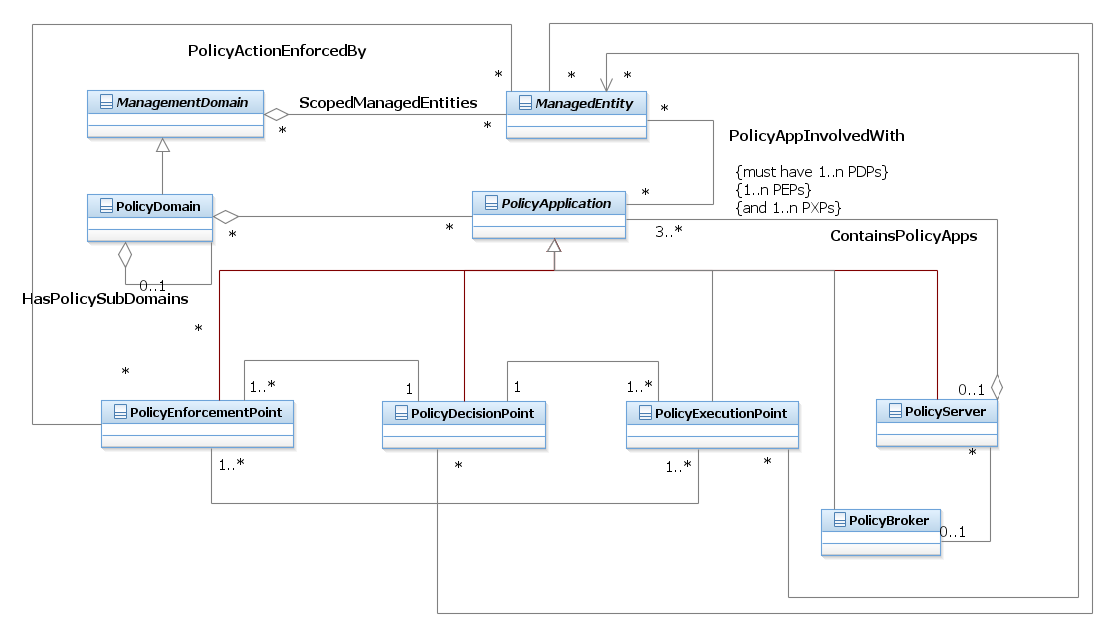 PolicyActionEnforcedBy
*
*
*
ManagementDomain
ScopedManagedEntities
ManagedEntity
*
*
*
PolicyAppInvolvedWith
{must have 1..n PDPs}
{1..n PEPs}
{and 1..n PXPs}
*
PolicyDomain
PolicyApplication
*
*
3..*
ContainsPolicyApps
0..1
HasPolicySubDomains
*
*
1..*
1
1
1..*
0..1
PolicyEnforcementPoint
PolicyDecisionPoint
PolicyExecutionPoint
PolicyServer
1..*
*
1..*
*
*
PolicyBroker
0..1